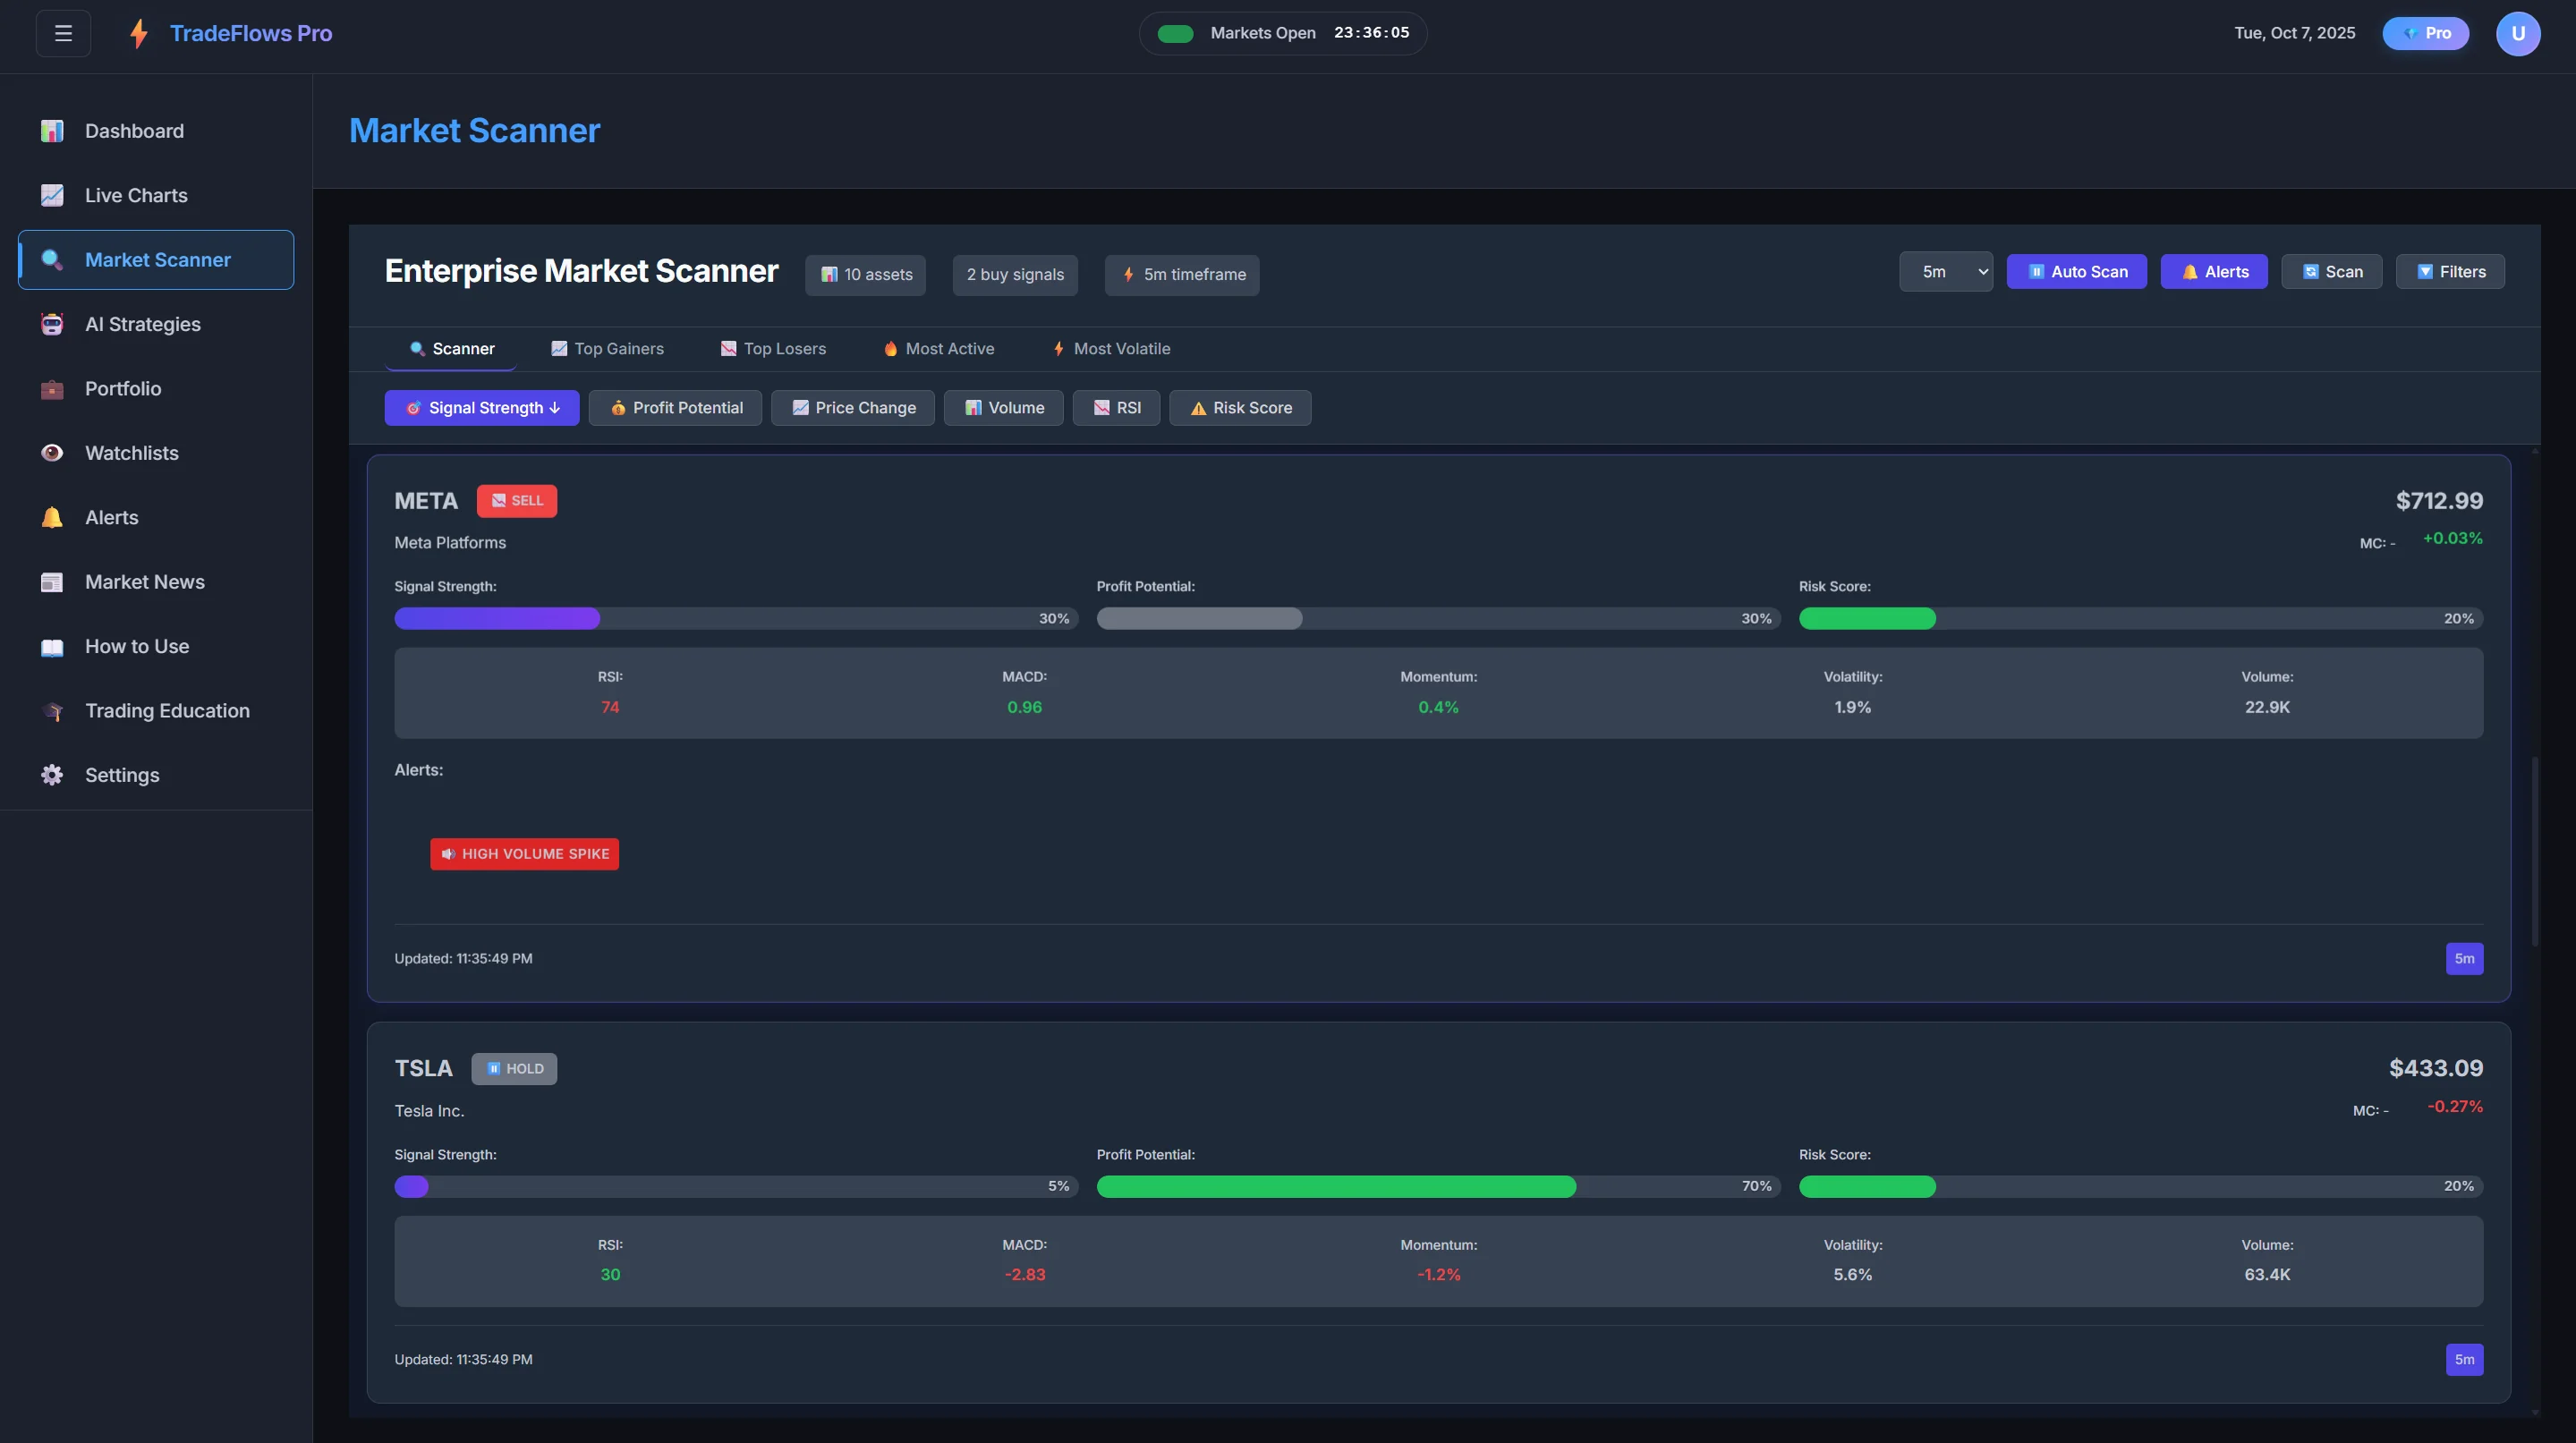 TradeFlows Pro
Markets Open 23:36:05
Tue, Oct 7, 2025
Pro
U
Dashboard
Live Charts
Market Scanner
AI Strategies
Portfolio
Watchlists
Alerts
Market News
How to Use
Trading Education
Settings
Market Scanner
Enterprise Market Scanner
10 assets
2 buy signals
5m timeframe
5m
Auto Scan
Alerts
Scan
Filters
Scanner
Top Gainers
Top Losers
Most Active
Most Volatile
Signal Strength ↓
Profit Potential
Price Change
Volume
RSI
Risk Score
META
SELL
$712.99
Meta Platforms
MC: -
+0.03%
Signal Strength:
30%
Profit Potential:
30%
Risk Score:
20%
RSI:
74
MACD:
0.96
Momentum:
0.4%
Volatility:
1.9%
Volume:
22.9K
Alerts:
HIGH VOLUME SPIKE
Updated: 11:35:49 PM
5m
TSLA
HOLD
$433.09
Tesla Inc.
MC: -
-0.27%
Signal Strength:
5%
Profit Potential:
70%
Risk Score:
20%
RSI:
30
MACD:
-2.83
Momentum:
-1.2%
Volatility:
5.6%
Volume:
63.4K
Updated: 11:35:49 PM
5m